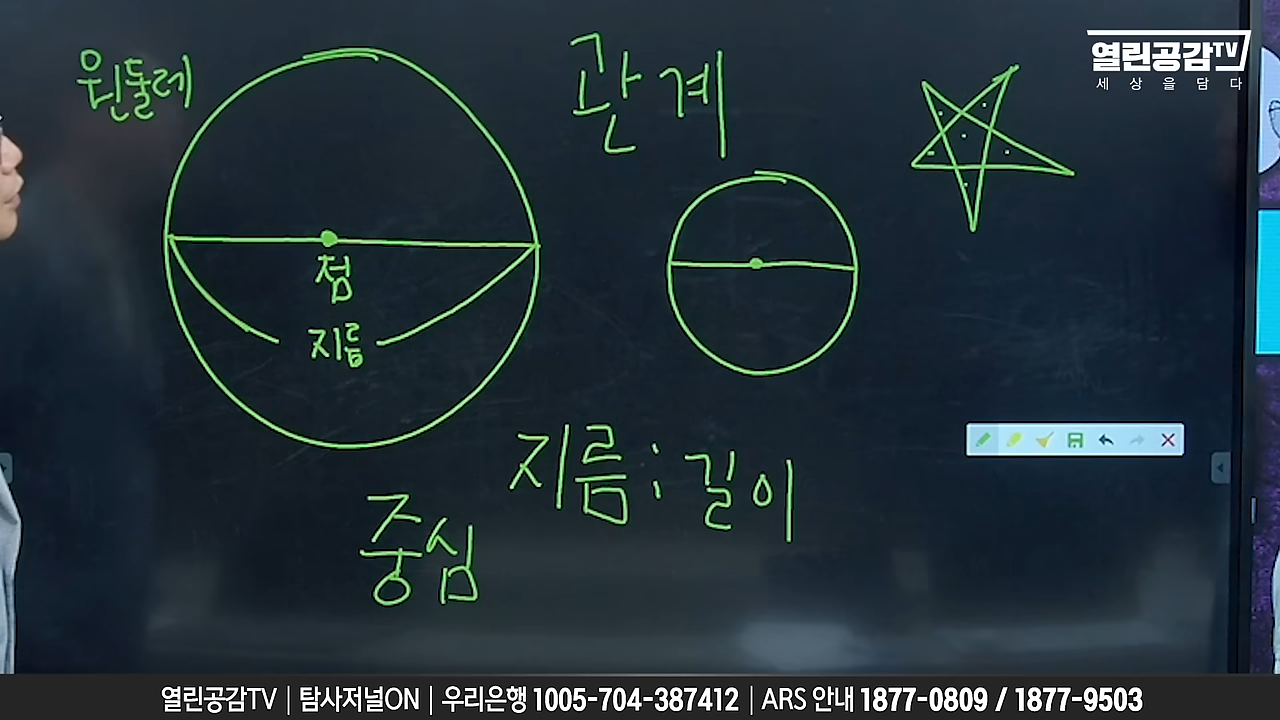 열린공감TV
세상을담다
원둘레
관계
점
지름
지름 : 길이
중심
열린공감TV | 탐사저널ON | 우리은행 1005-704-387412 | ARS 안내 1877-0809 / 1877-9503